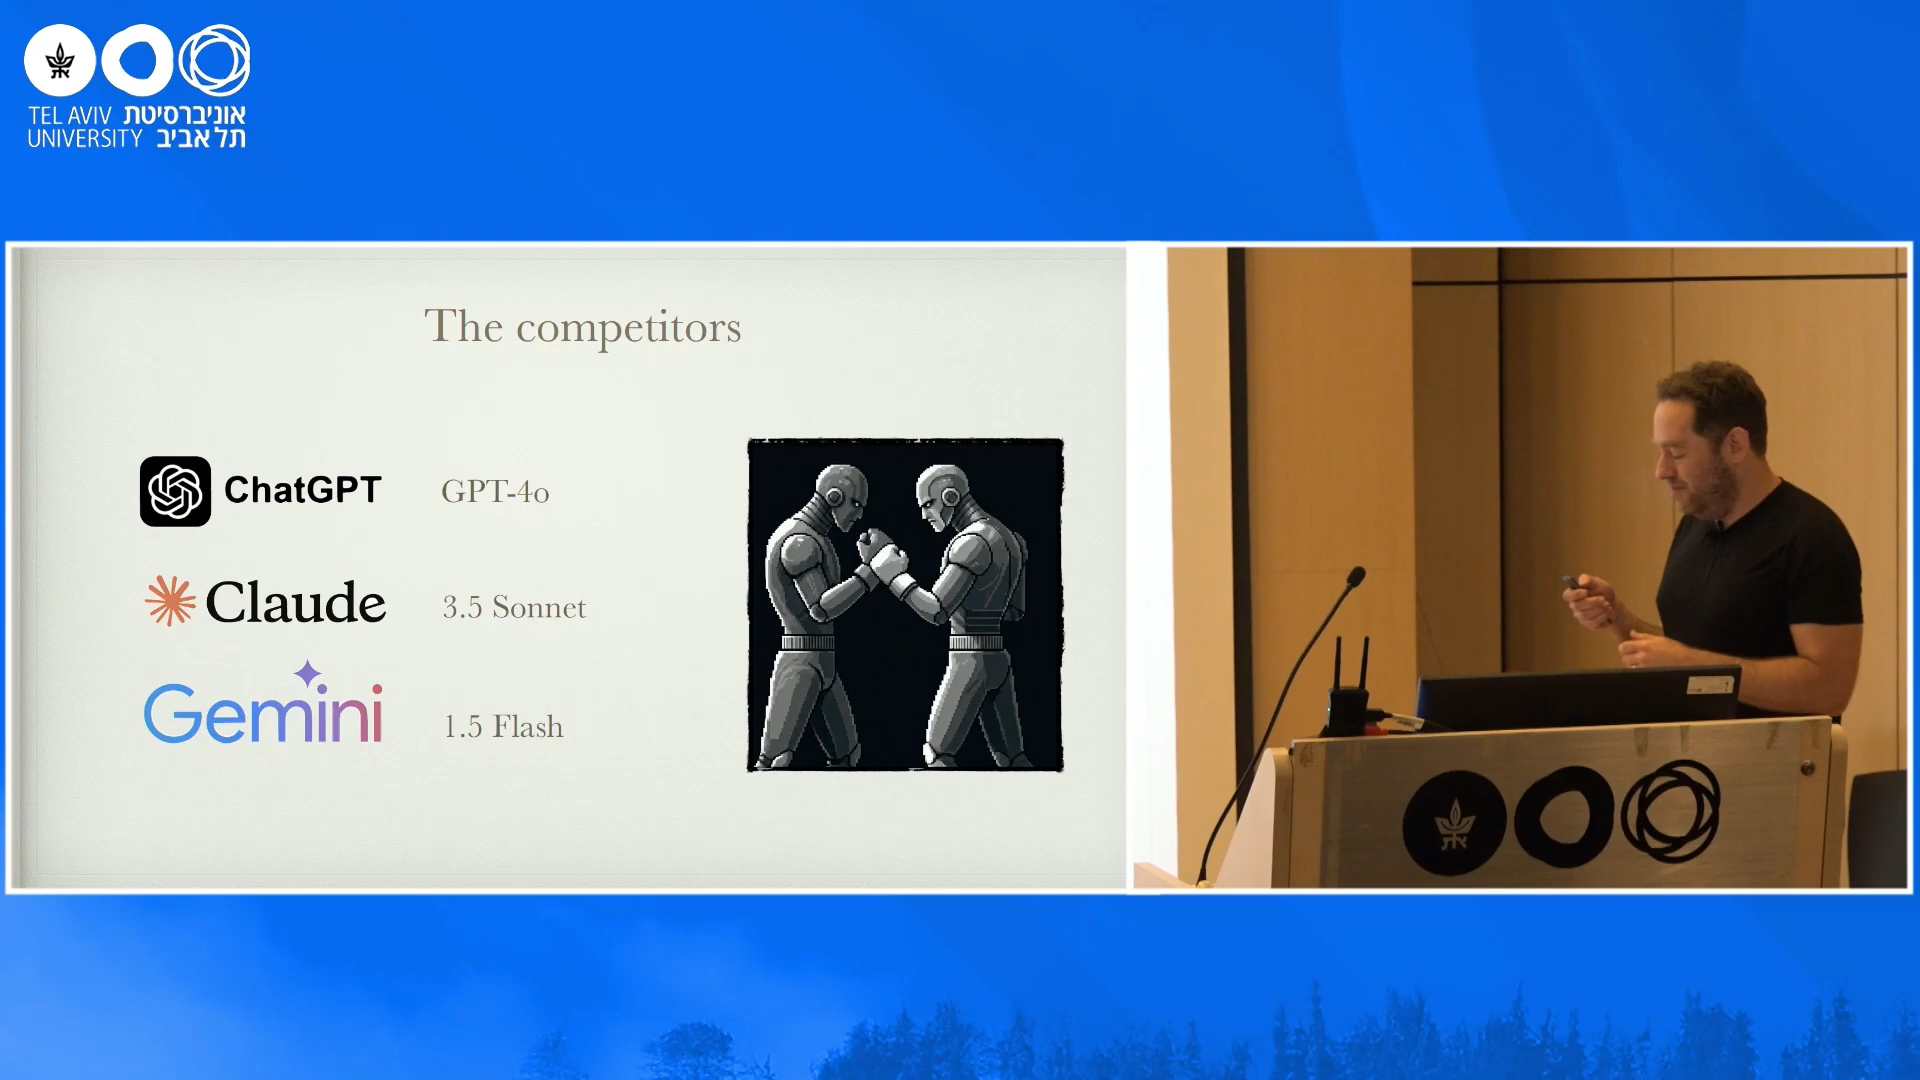 TEL AVIV אוניברסיטת
UNIVERSITY תל אביב
The competitors
ChatGPT GPT-4o
Claude 3.5 Sonnet
Gemini 1.5 Flash